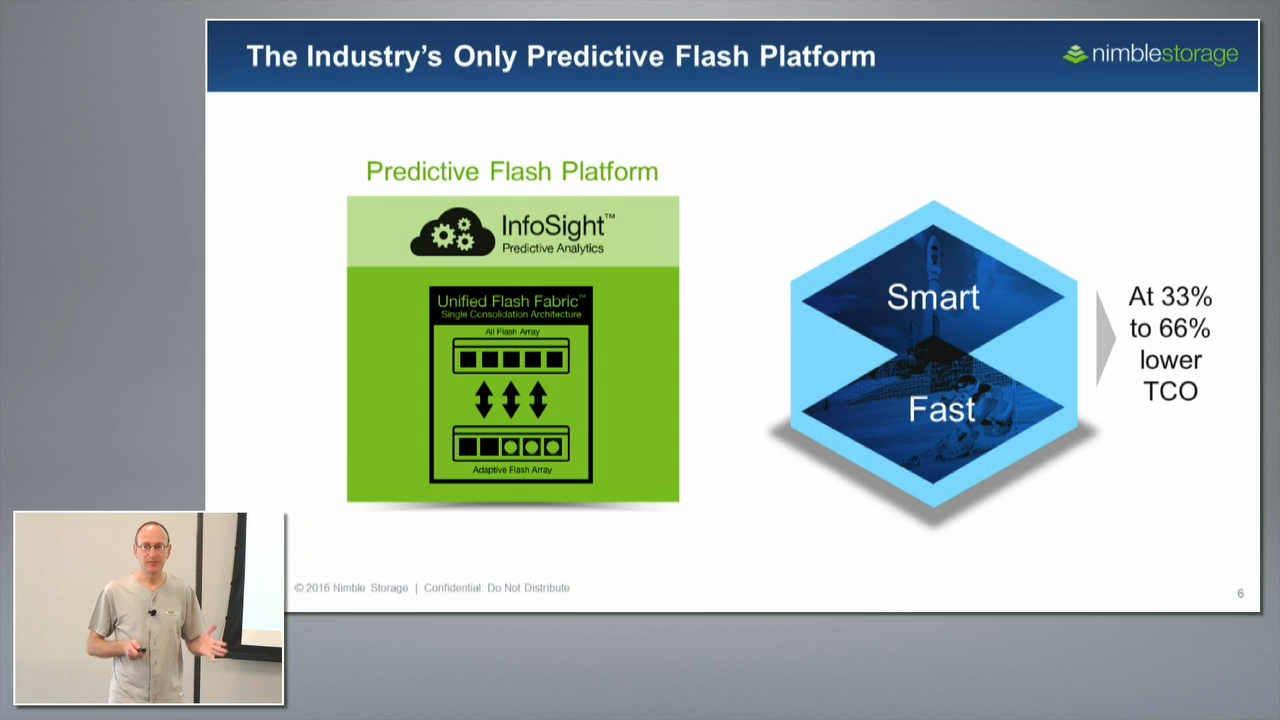 The Industry's Only Predictive Flash Platform
nimblestorage
Predictive Flash Platform
InfoSight™
Predictive Analytics
Unified Flash Fabric™
Single Consolidation Architecture
All Flash Array
Adaptive Flash Array
Smart
Fast
At 33%
to 66%
lower
TCO
© 2016 Nimble Storage | Confidential: Do Not Distribute
6